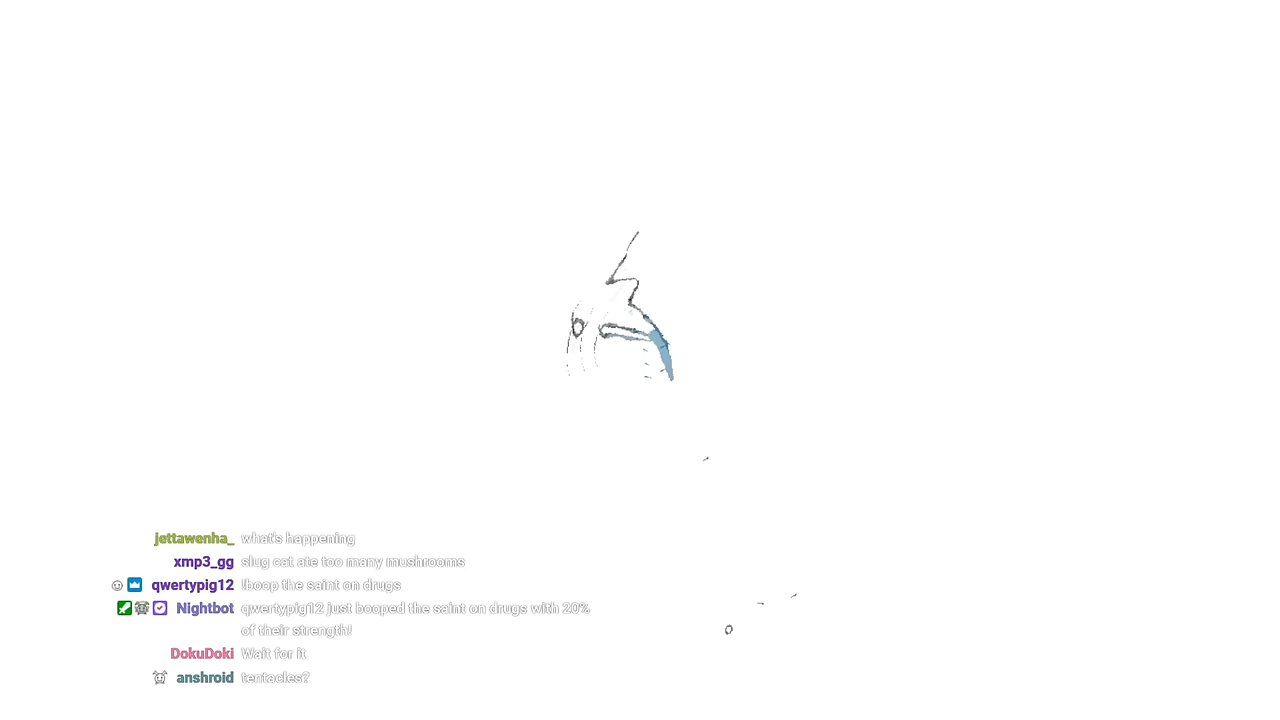 jettawenha_ what's happening
xmp3_gg slug cat ate too many mushrooms
qwertypig12 !boop the saint on drugs
Nightbot qwertypig12 just booped the saint on drugs with 20%
of their strength!
DokuDoki Wait for it
anshroid tentacles?